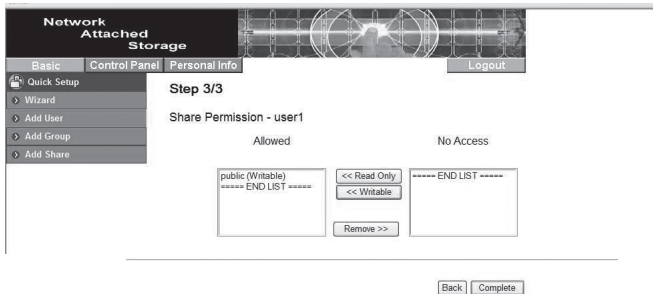 Network
Attached
Storage
Basic Control Panel Personal Info Logout
Quick Setup
Wizard
Add User
Add Group
Add Share
Step 3/3
Share Permission - user1
Allowed No Access
public (Writable)
===== END LIST =====
<< Read Only
<< Writable
Remove >>
===== END LIST =====
Back Complete